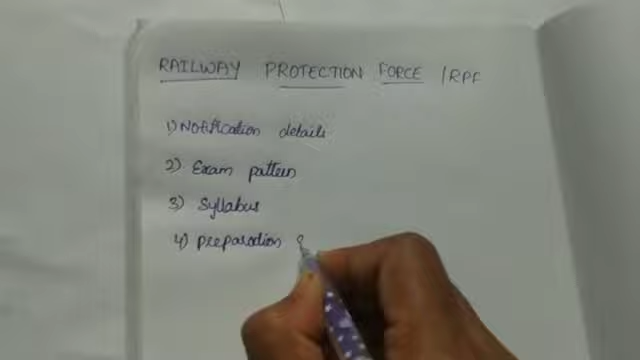 RAILWAY PROTECTION FORCE /RPF
1) Notification details
2) Exam pattern
3) Syllabus
4) preparation